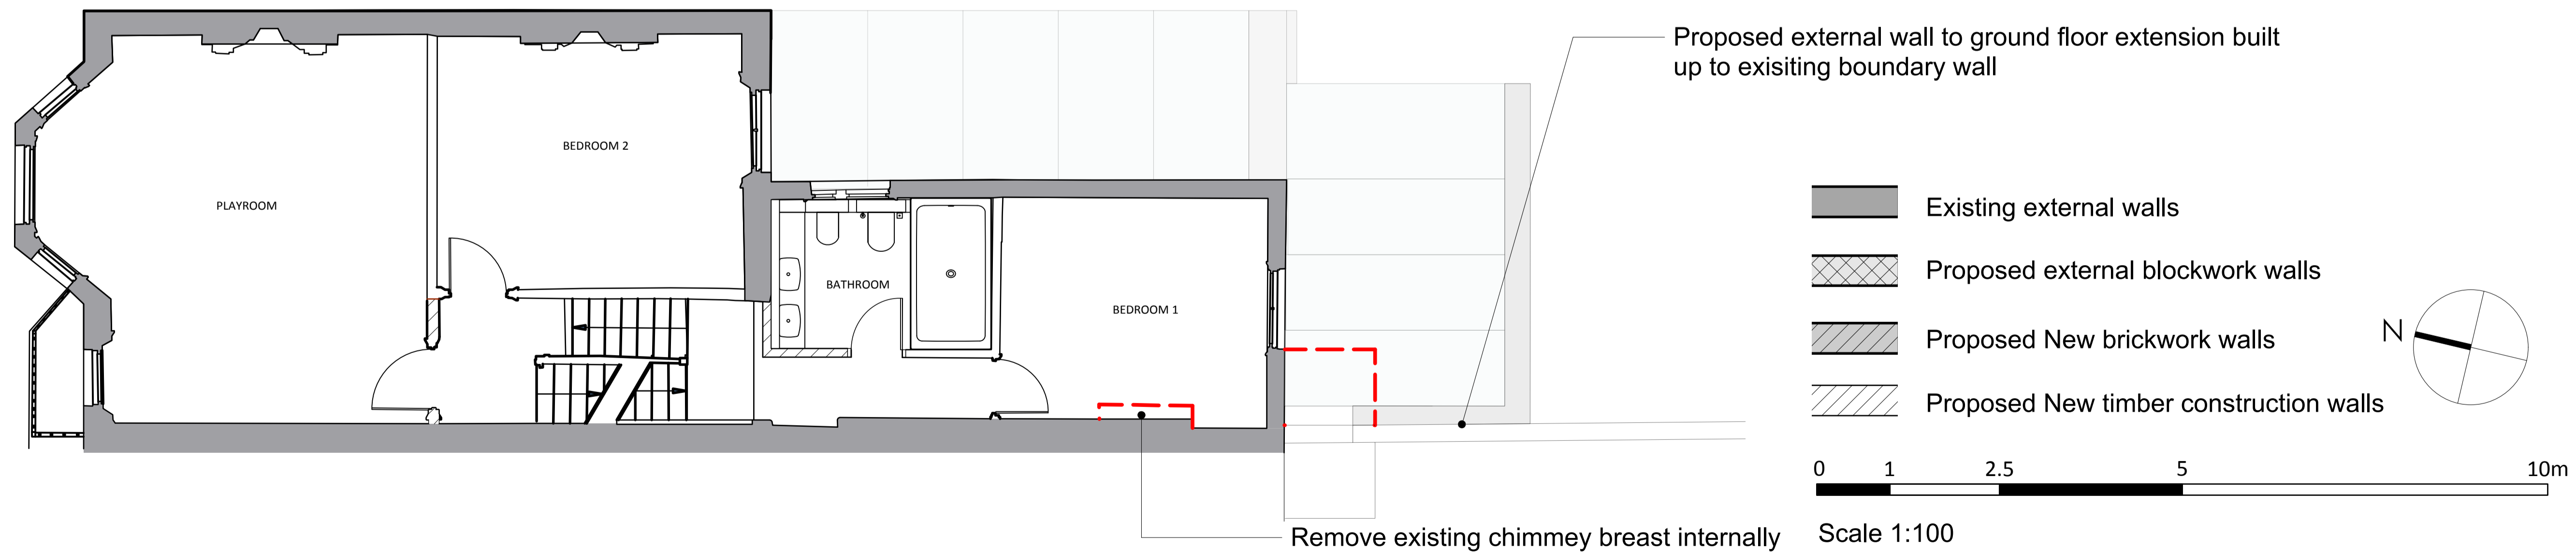 Proposed external wall to ground floor extension built
up to exisiting boundary wall
PLAYROOM
BEDROOM 2
BATHROOM
BEDROOM 1
Remove existing chimmey breast internally
Existing external walls
Proposed external blockwork walls
Proposed New brickwork walls
Proposed New timber construction walls
N
0 1 2.5 5 10m
Scale 1:100